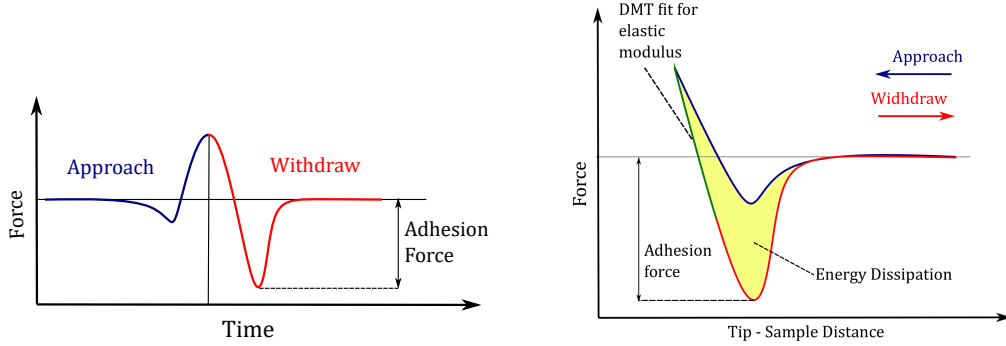 Force
Approach
Withdraw
Adhesion
Force
Time
DMT fit for
elastic
modulus
Approach
Widhdraw
Force
Adhesion
force
Energy Dissipation
Tip - Sample Distance